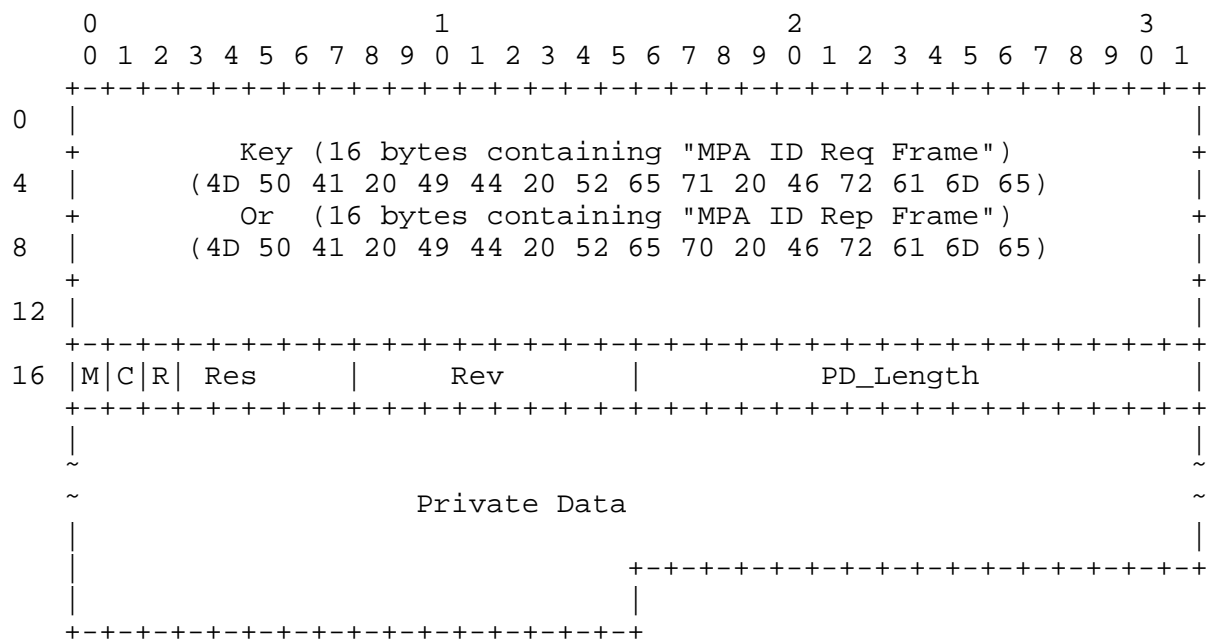 0                   1                   2                   3
    0 1 2 3 4 5 6 7 8 9 0 1 2 3 4 5 6 7 8 9 0 1 2 3 4 5 6 7 8 9 0 1
   +-+-+-+-+-+-+-+-+-+-+-+-+-+-+-+-+-+-+-+-+-+-+-+-+-+-+-+-+-+-+-+-+
0  |                                                               |
   +         Key (16 bytes containing "MPA ID Req Frame")          +
4  |      (4D 50 41 20 49 44 20 52 65 71 20 46 72 61 6D 65)        |
   +         Or  (16 bytes containing "MPA ID Rep Frame")          +
8  |      (4D 50 41 20 49 44 20 52 65 70 20 46 72 61 6D 65)        |
   +                                                               +
12 |                                                               |
   +-+-+-+-+-+-+-+-+-+-+-+-+-+-+-+-+-+-+-+-+-+-+-+-+-+-+-+-+-+-+-+-+
16 |M|C|R| Res     |     Rev       |          PD_Length            |
   +-+-+-+-+-+-+-+-+-+-+-+-+-+-+-+-+-+-+-+-+-+-+-+-+-+-+-+-+-+-+-+-+
   |                                                               |
   ~                                                               ~
   ~                   Private Data                                ~
   |                                                               |
   |                               +-+-+-+-+-+-+-+-+-+-+-+-+-+-+-+-+
   |                               |
   +-+-+-+-+-+-+-+-+-+-+-+-+-+-+-+-+